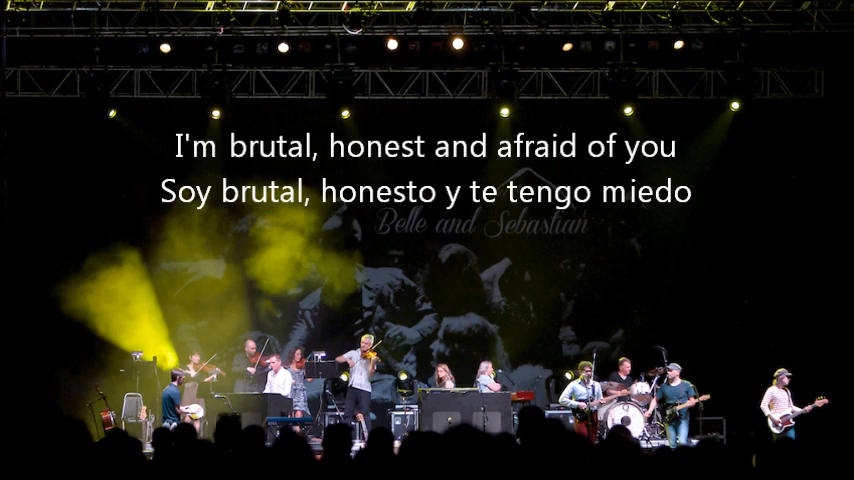 I'm brutal, honest and afraid of you
Soy brutal, honesto y te tengo miedo
Belle and Sebastian